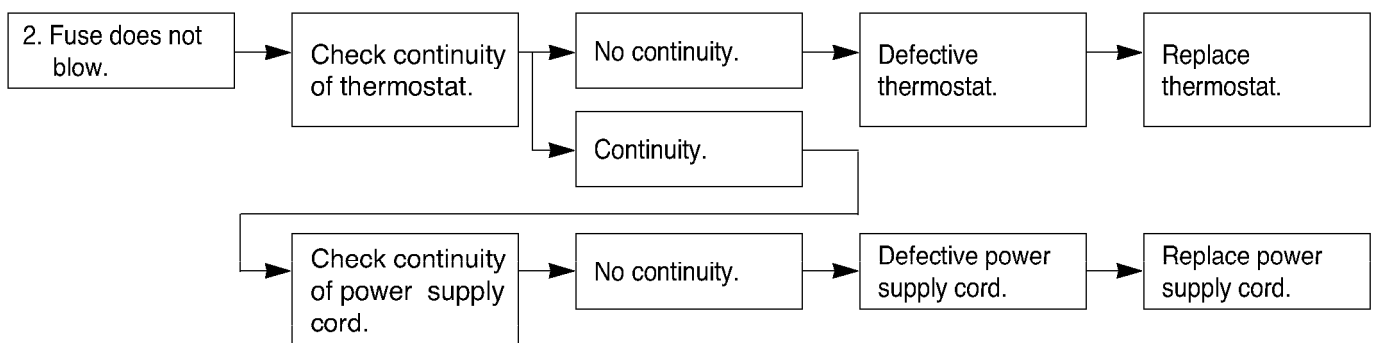 2. Fuse does not
blow.
Check continuity
of thermostat.
No continuity.
Defective
thermostat.
Replace
thermostat.
Continuity.
Check continuity
of power supply
cord.
No continuity.
Defective power
supply cord.
Replace power
supply cord.